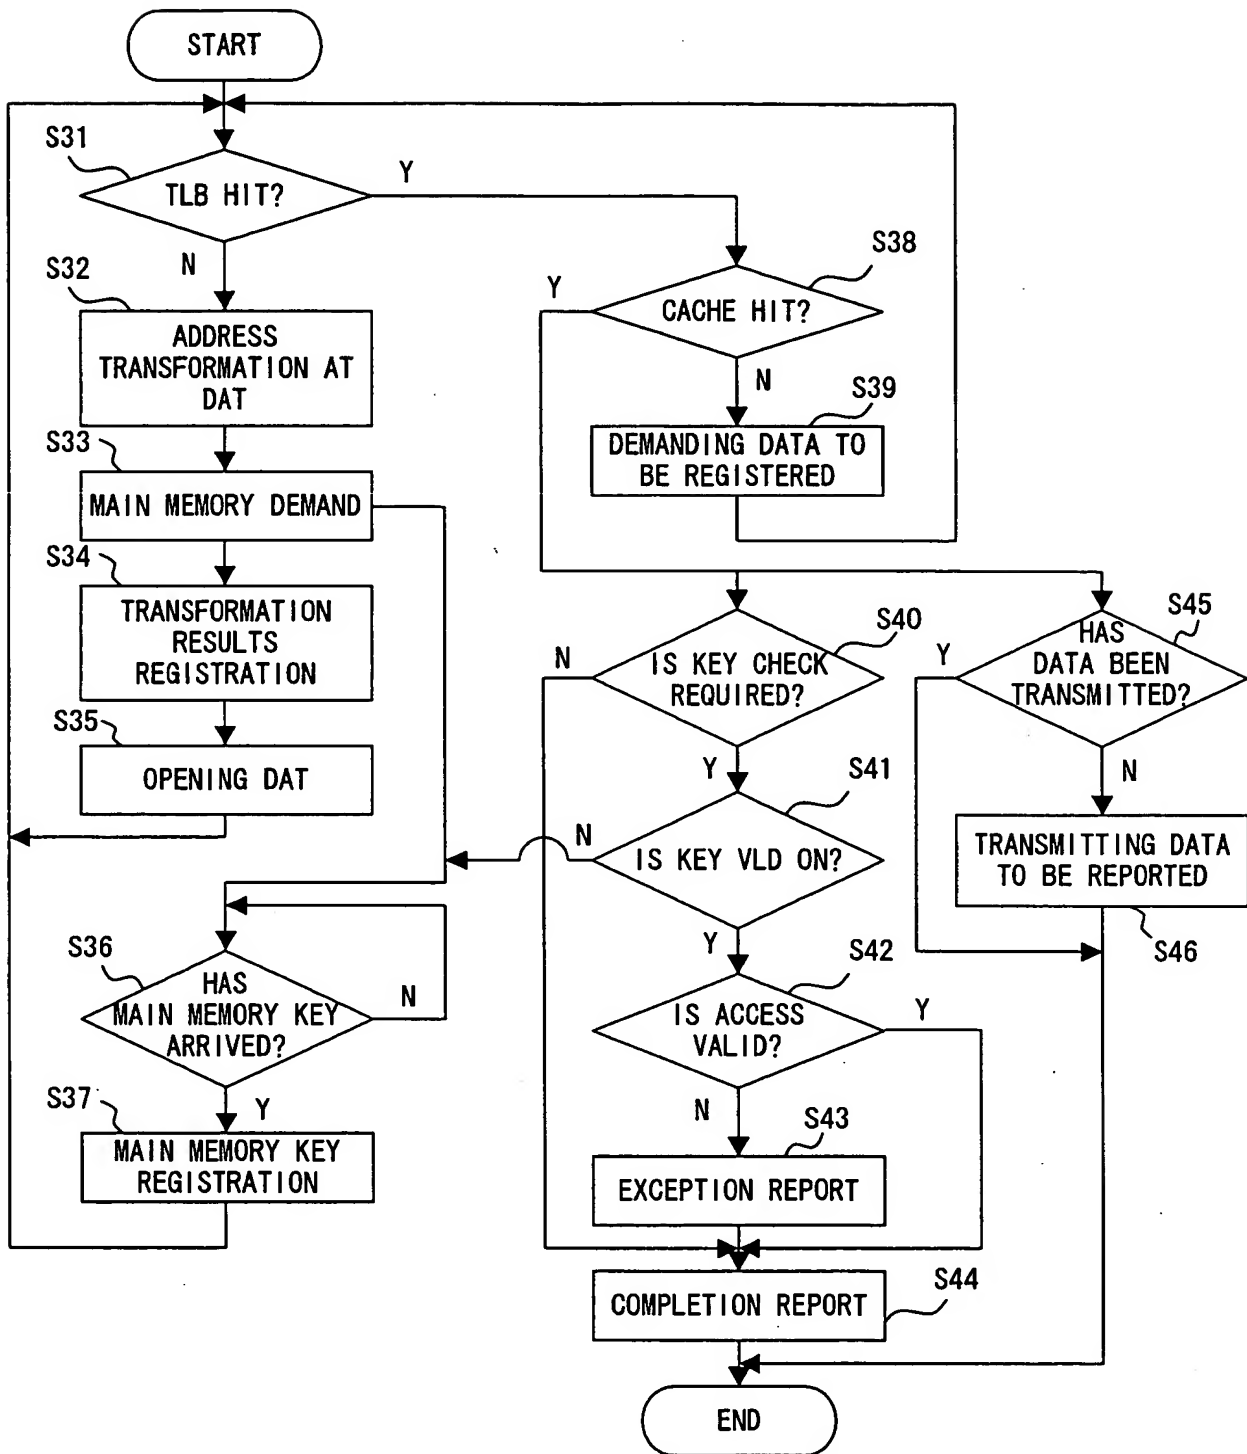 START
S31
TLB HIT?
Y
N
S32
ADDRESS
TRANSFORMATION AT
DAT
S33
MAIN MEMORY DEMAND
S34
TRANSFORMATION
RESULTS
REGISTRATION
S35
OPENING DAT
S36
HAS
MAIN MEMORY KEY
ARRIVED?
N
Y
S37
MAIN MEMORY KEY
REGISTRATION
S38
CACHE HIT?
Y
N
S39
DEMANDING DATA TO
BE REGISTERED
S40
IS KEY CHECK
REQUIRED?
N
Y
S41
IS KEY VLD ON?
N
Y
S42
IS ACCESS
VALID?
Y
N
S43
EXCEPTION REPORT
S44
COMPLETION REPORT
S45
HAS
DATA BEEN
TRANSMITTED?
Y
N
TRANSMITTING DATA
TO BE REPORTED
S46
END